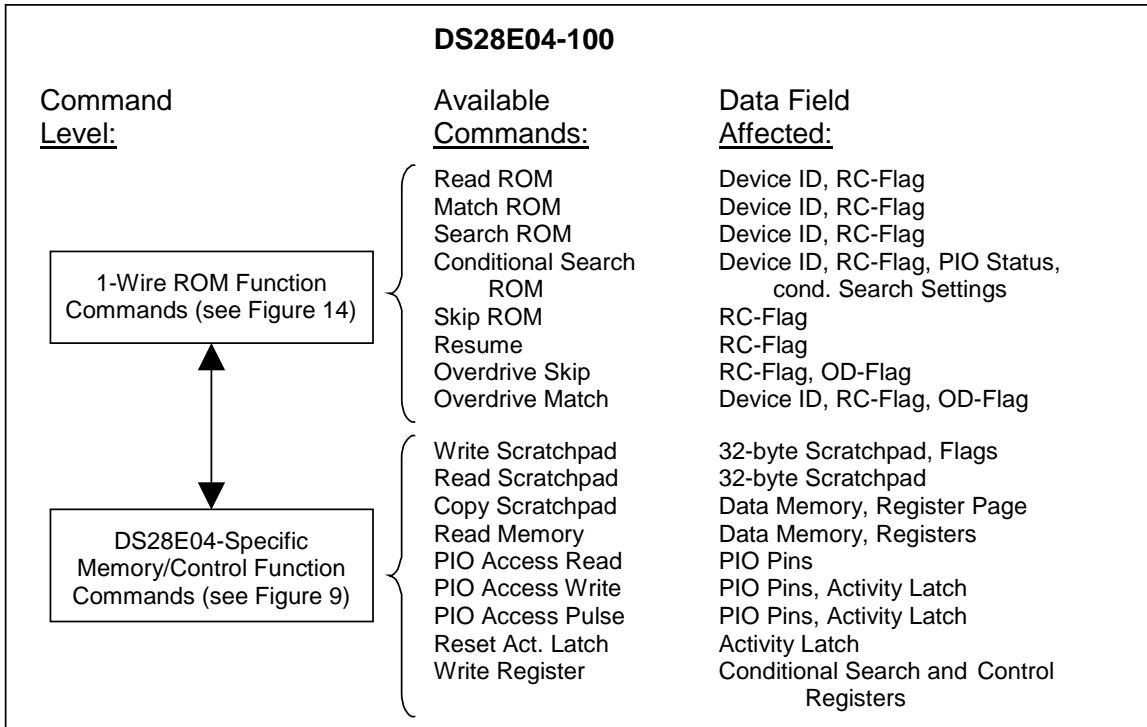 DS28E04-100
Command Level:
Available Commands:
Data Field Affected:
1-Wire ROM Function
Commands (see Figure 14)
Read ROM Device ID, RC-Flag
Match ROM Device ID, RC-Flag
Search ROM Device ID, RC-Flag
Conditional Search Device ID, RC-Flag, PIO Status,
ROM cond. Search Settings
Skip ROM RC-Flag
Resume RC-Flag
Overdrive Skip RC-Flag, OD-Flag
Overdrive Match Device ID, RC-Flag, OD-Flag
DS28E04-Specific
Memory/Control Function
Commands (see Figure 9)
Write Scratchpad 32-byte Scratchpad, Flags
Read Scratchpad 32-byte Scratchpad
Copy Scratchpad Data Memory, Register Page
Read Memory Data Memory, Registers
PIO Access Read PIO Pins
PIO Access Write PIO Pins, Activity Latch
PIO Access Pulse PIO Pins, Activity Latch
Reset Act. Latch Activity Latch
Write Register Conditional Search and Control
Registers